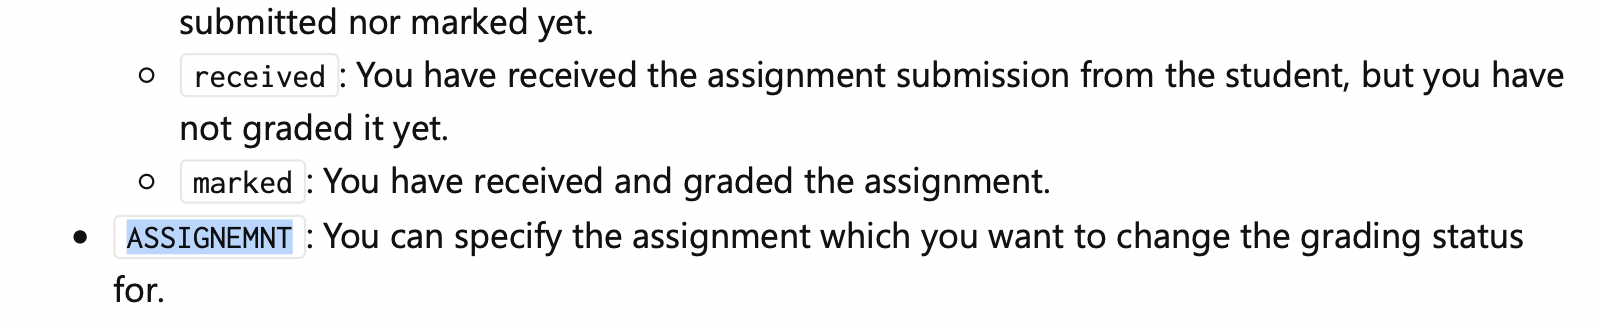 submitted nor marked yet.
received: You have received the assignment submission from the student, but you have
not graded it yet.
marked: You have received and graded the assignment.
ASSIGNEMNT: You can specify the assignment which you want to change the grading status
for.